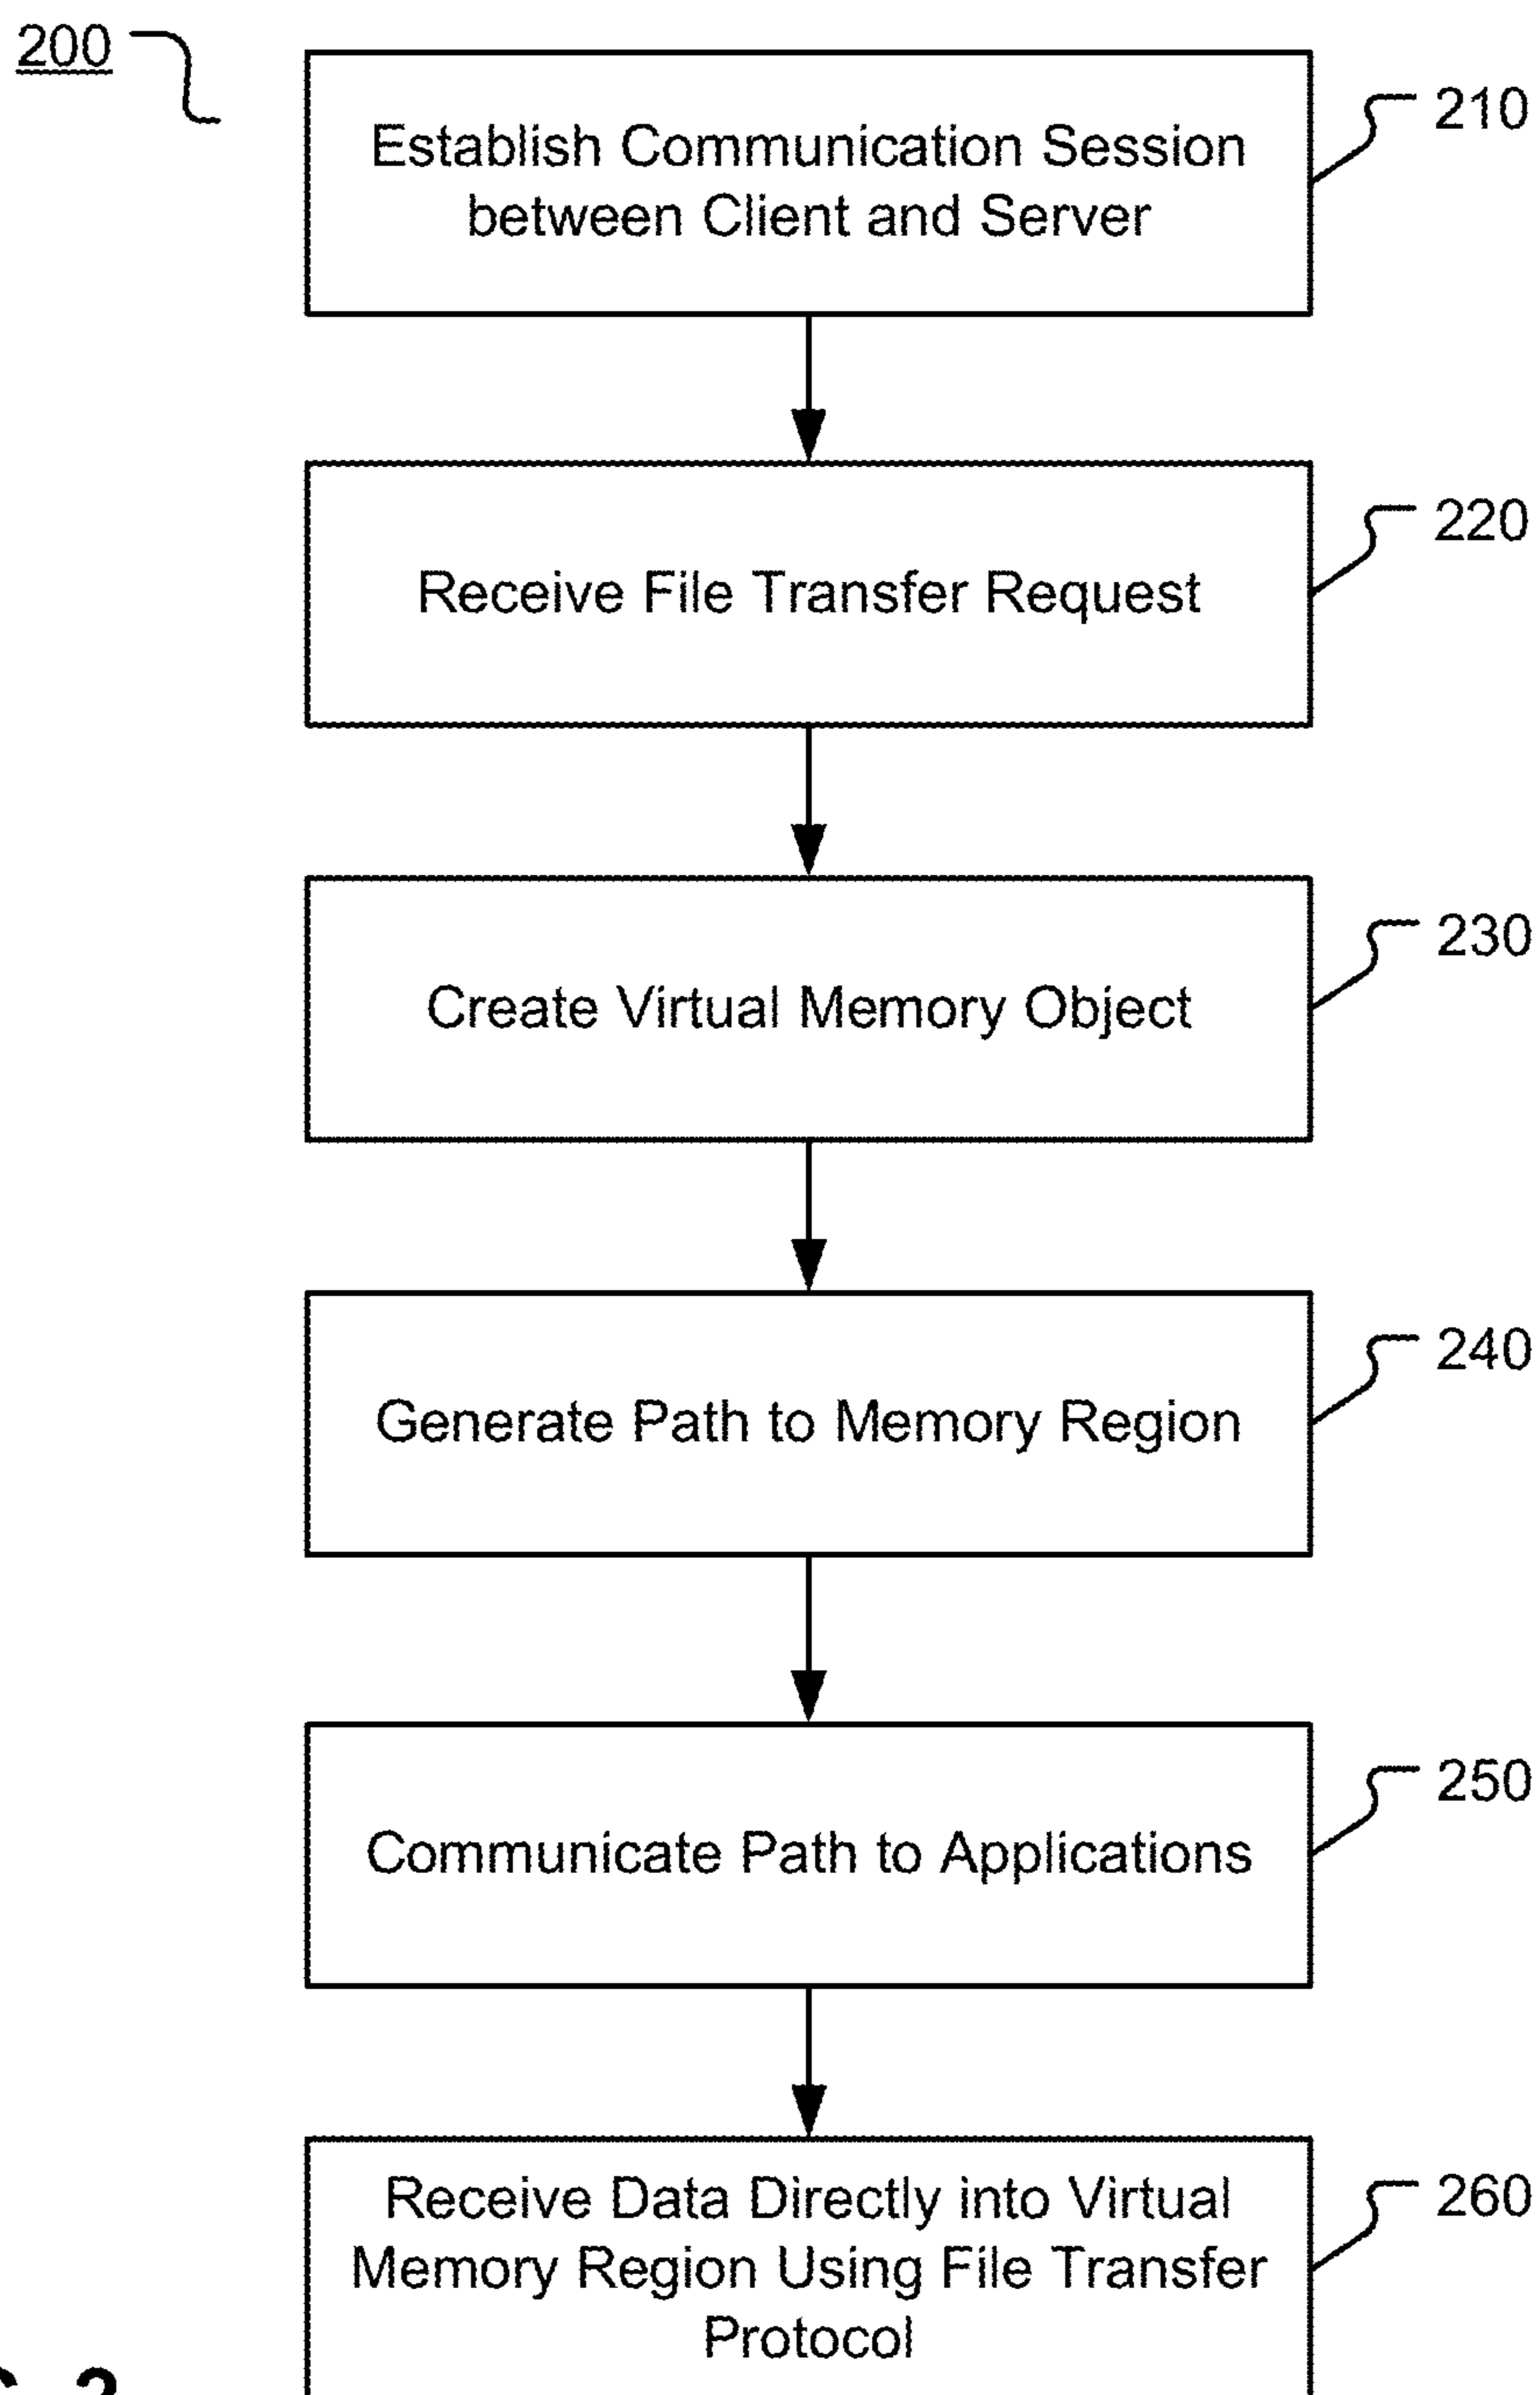 200
Establish Communication Session
between Client and Server
210
Receive File Transfer Request
220
Create Virtual Memory Object
230
Generate Path to Memory Region
240
Communicate Path to Applications
250
Receive Data Directly into Virtual
Memory Region Using File Transfer
Protocol
260